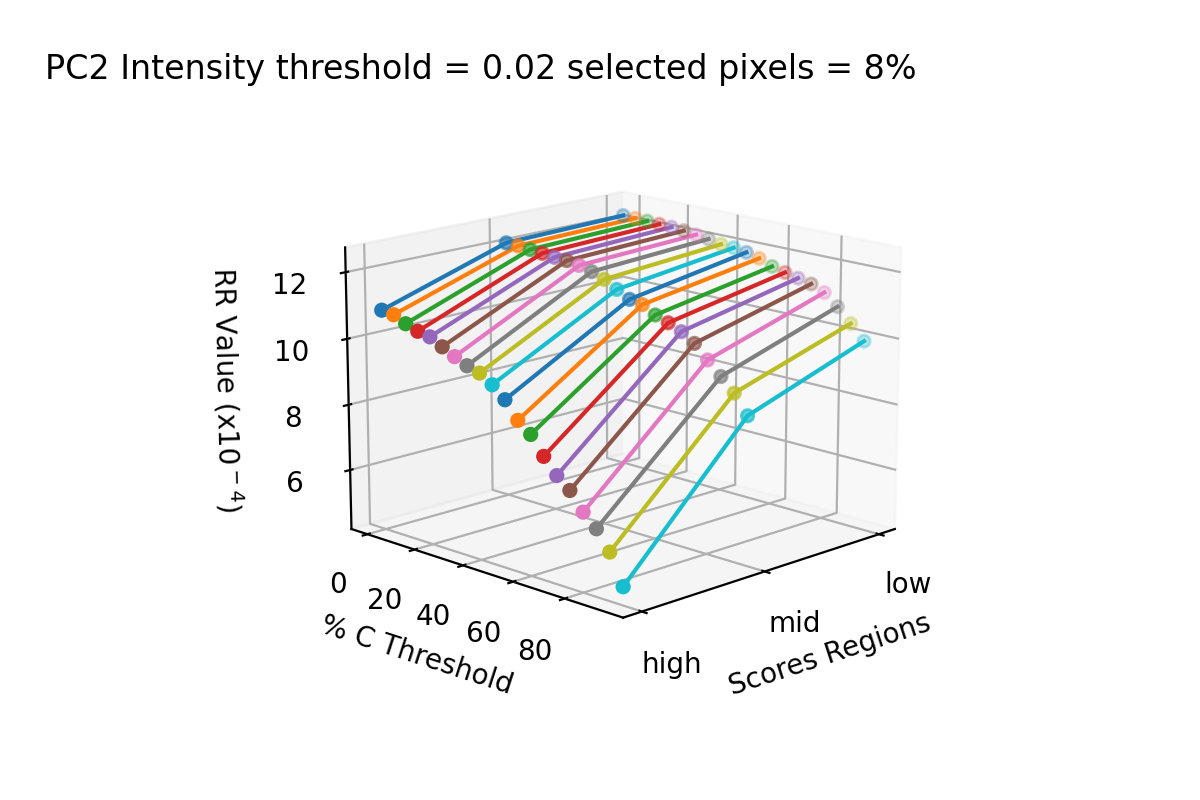 PC2 Intensity threshold = 0.02 selected pixels = 8%
RR Value (x10⁻⁴)
12
10
8
6
0
20
40
60
80
% C Threshold
high
mid
low
Scores Regions